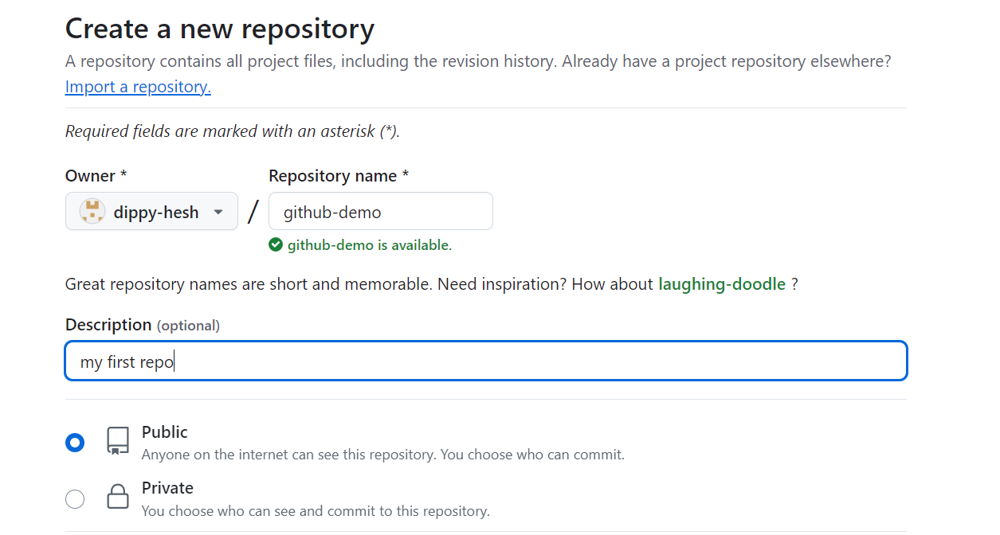 Create a new repository
A repository contains all project files, including the revision history. Already have a project repository elsewhere?
Import a repository.
Required fields are marked with an asterisk (*).
Owner * Repository name *
dippy-hesh / github-demo
github-demo is available.
Great repository names are short and memorable. Need inspiration? How about laughing-doodle ?
Description (optional)
my first repo
Public
Anyone on the internet can see this repository. You choose who can commit.
Private
You choose who can see and commit to this repository.